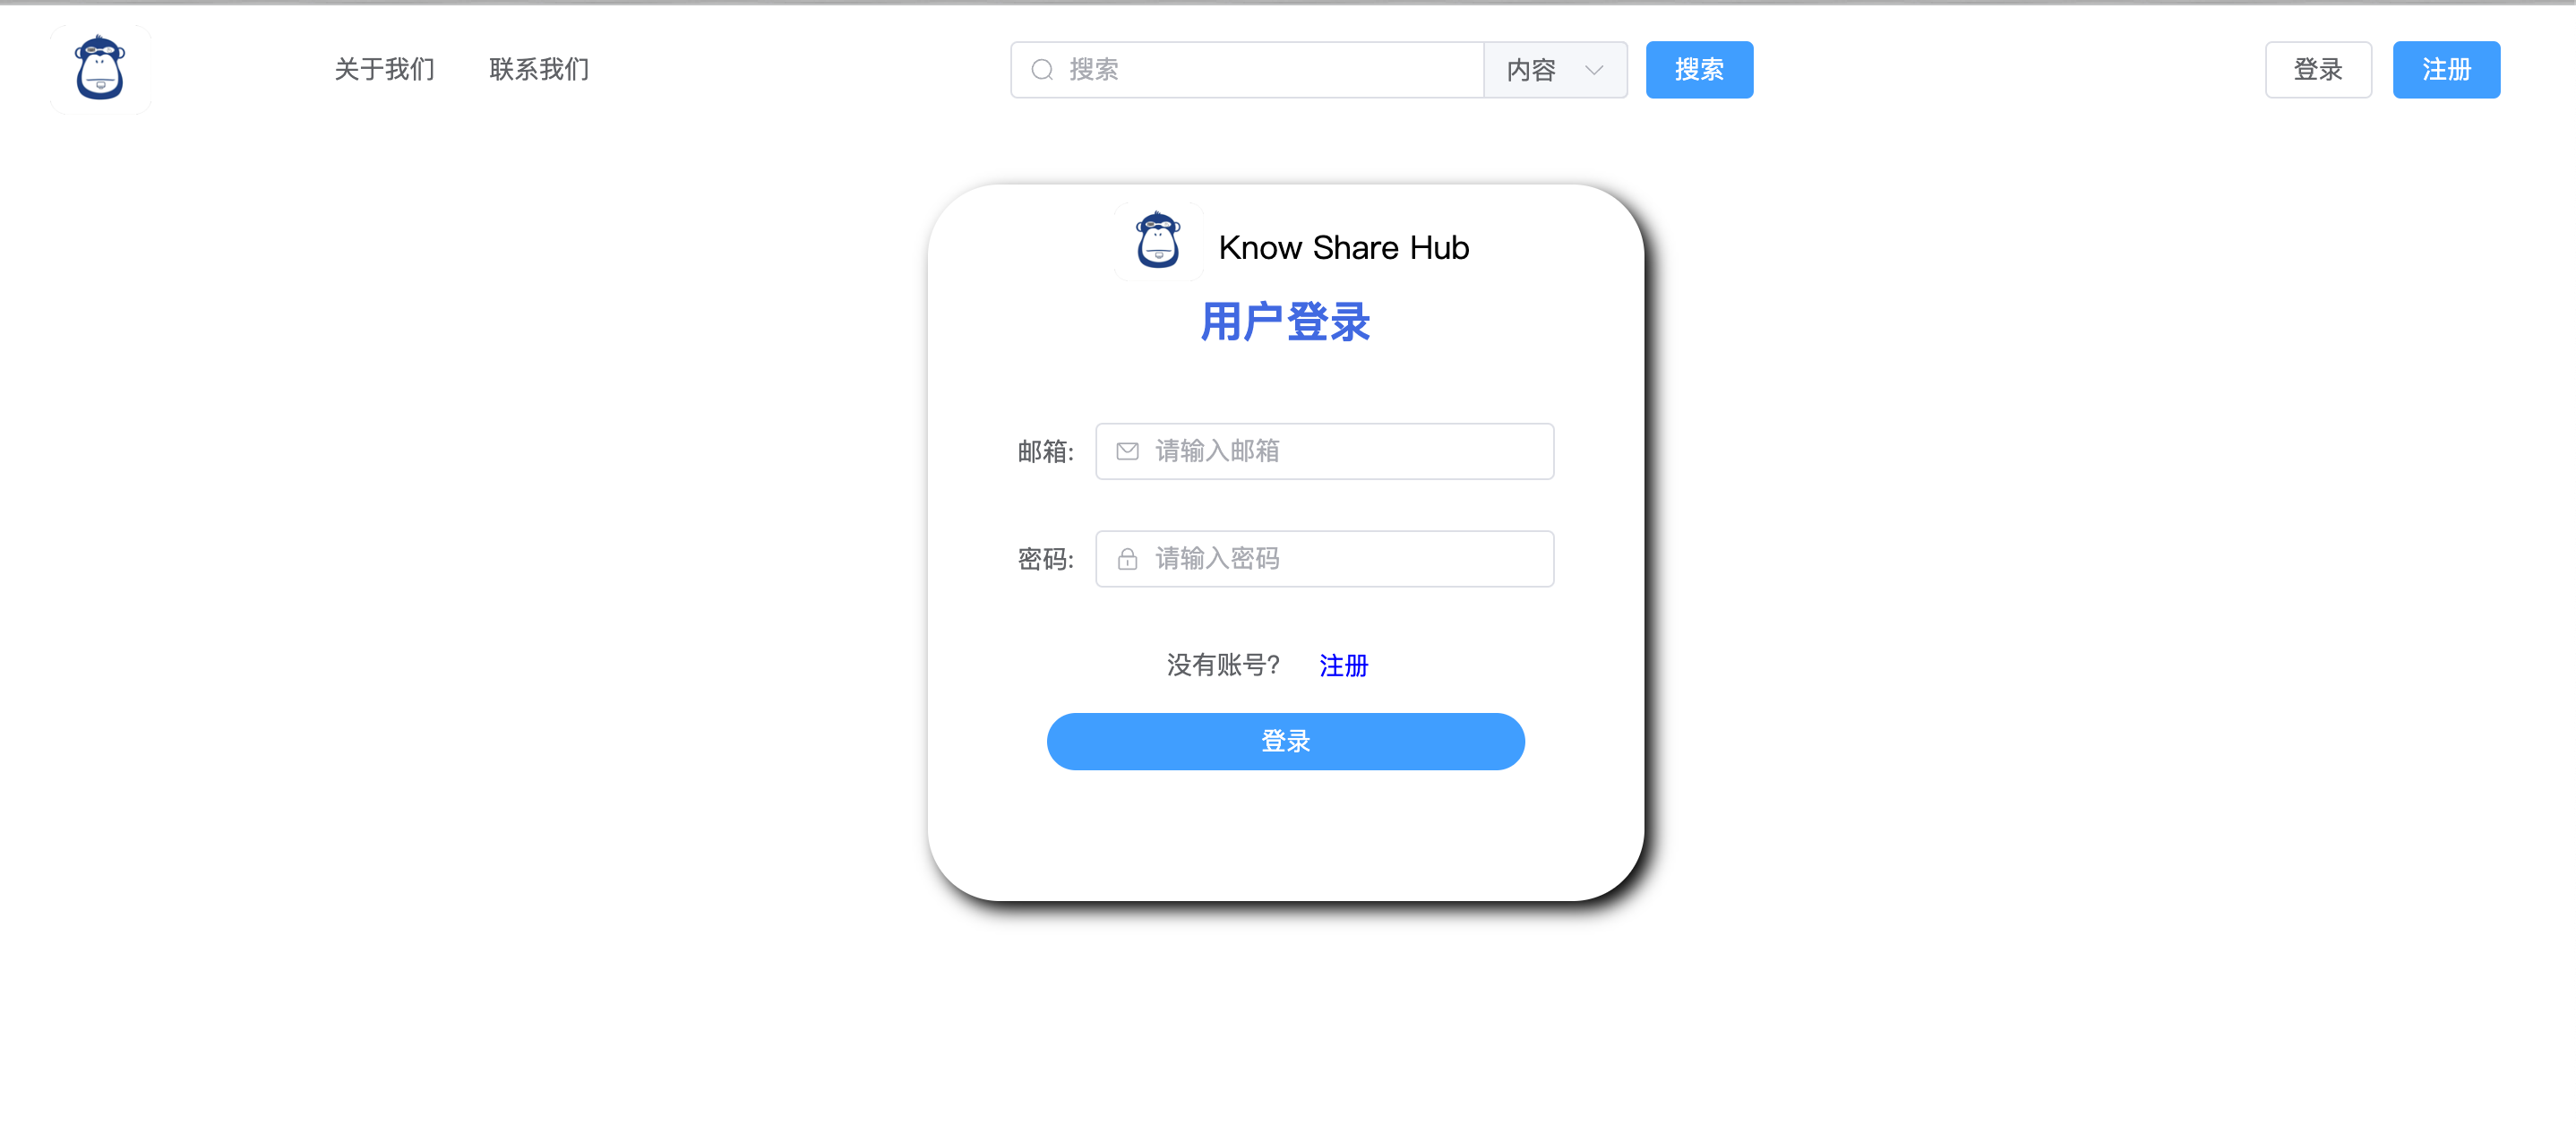 关于我们 联系我们 搜索 内容 搜索 登录 注册
Know Share Hub
用户登录
邮箱: 请输入邮箱
密码: 请输入密码
没有账号? 注册
登录